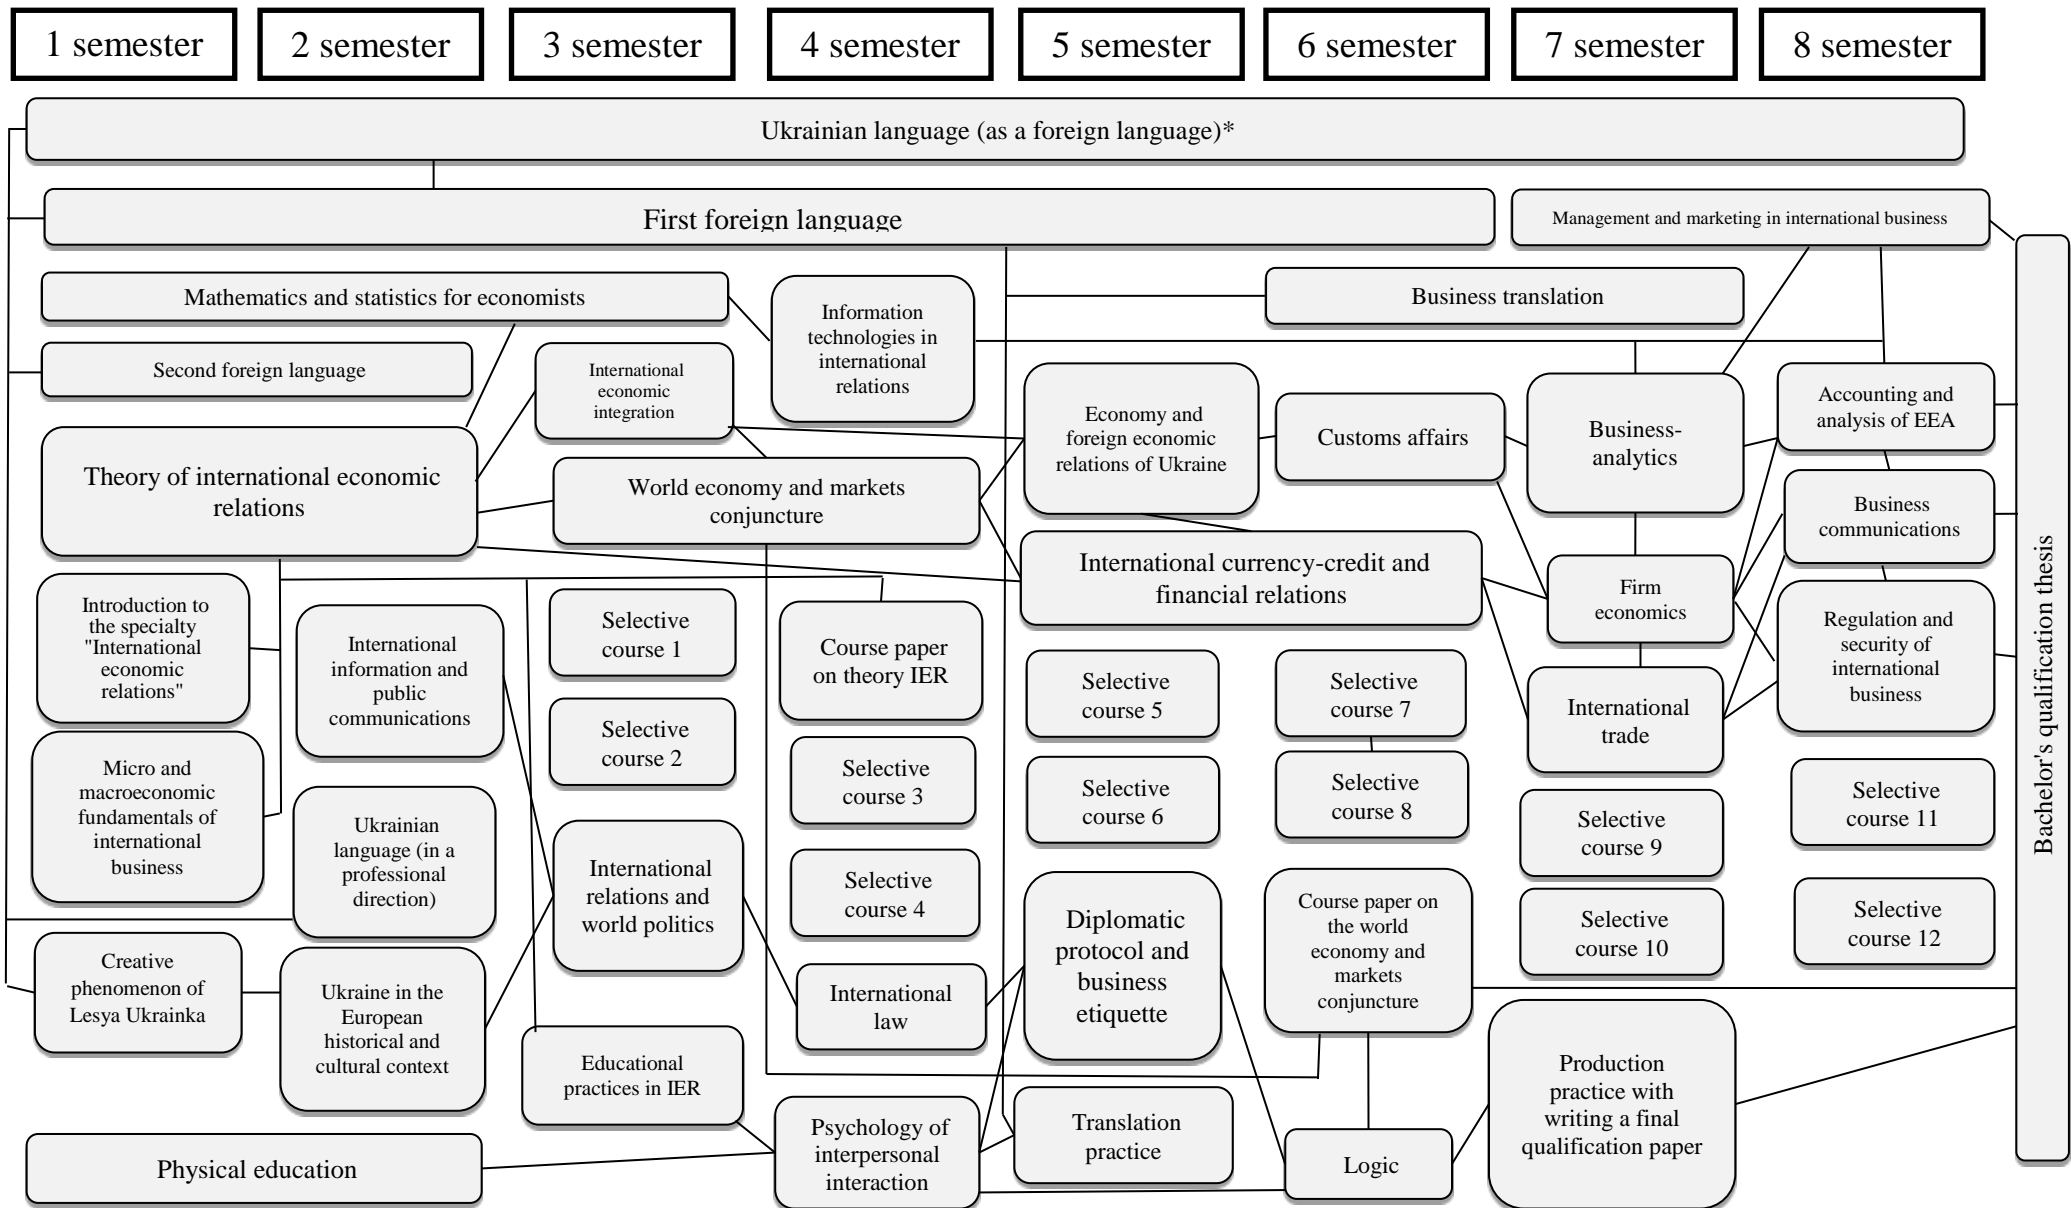 1 semester
2 semester
3 semester
4 semester
5 semester
6 semester
7 semester
8 semester
Ukrainian language (as a foreign language)*
First foreign language
Management and marketing in international business
Mathematics and statistics for economists
Information
technologies in
international
relations
Business translation
Second foreign language
International
economic
integration
Economy and
foreign economic
relations of Ukraine
Customs affairs
Business-
analytics
Accounting and
analysis of EEA
Theory of international economic
relations
World economy and markets
conjuncture
Business
communications
International currency-credit and
financial relations
Firm
economics
Introduction to
the specialty
"International
economic
relations"
International
information and
public
communications
Selective
course 1
Course paper
on theory IER
Selective
course 5
Selective
course 7
International
trade
Regulation and
security of
international
business
Selective
course 2
Micro and
macroeconomic
fundamentals of
international
business
Selective
course 3
Selective
course 6
Selective
course 8
Selective
course 9
Selective
course 11
Ukrainian
language (in a
professional
direction)
International
relations and
world politics
Selective
course 4
Diplomatic
protocol and
business
etiquette
Course paper on
the world
economy and
markets
conjuncture
Selective
course 10
Selective
course 12
Creative
phenomenon of
Lesya Ukrainka
Ukraine in the
European
historical and
cultural context
International
law
Educational
practices in IER
Production
practice with
writing a final
qualification paper
Physical education
Psychology of
interpersonal
interaction
Translation
practice
Logic
Bachelor's qualification thesis